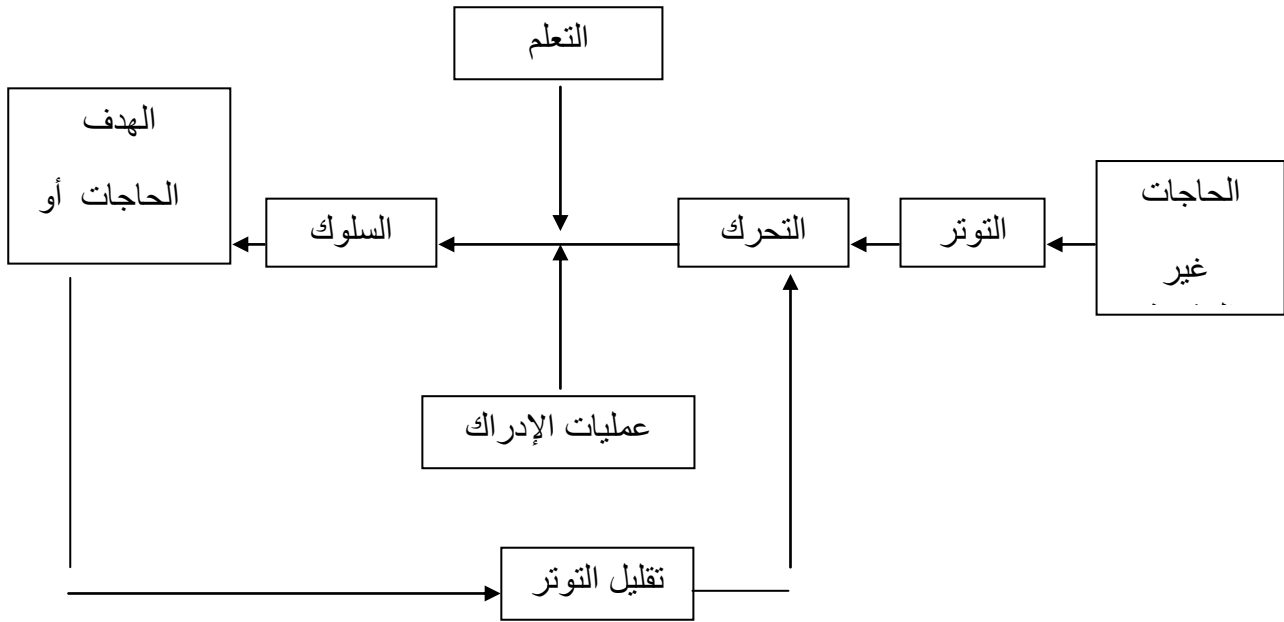 التعلم
الهدف
الحاجات أو
الحاجات
غير
التوتر
التحرك
السلوك
عمليات الإدراك
تقليل التوتر